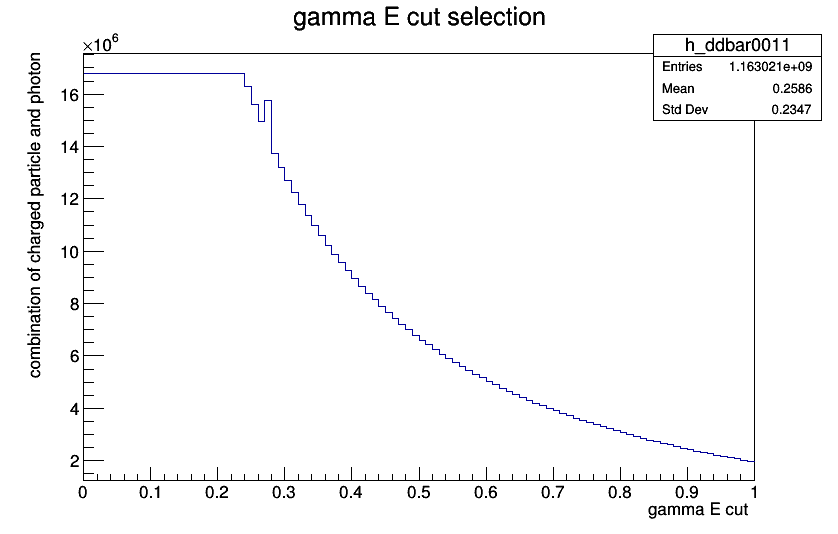 gamma E cut selection
×10^6
h_ddbar0011
Entries 1.163021e+09
Mean 0.2586
Std Dev 0.2347
combination of charged particle and photon
16
14
12
10
8
6
4
2
0 0.1 0.2 0.3 0.4 0.5 0.6 0.7 0.8 0.9 1
gamma E cut